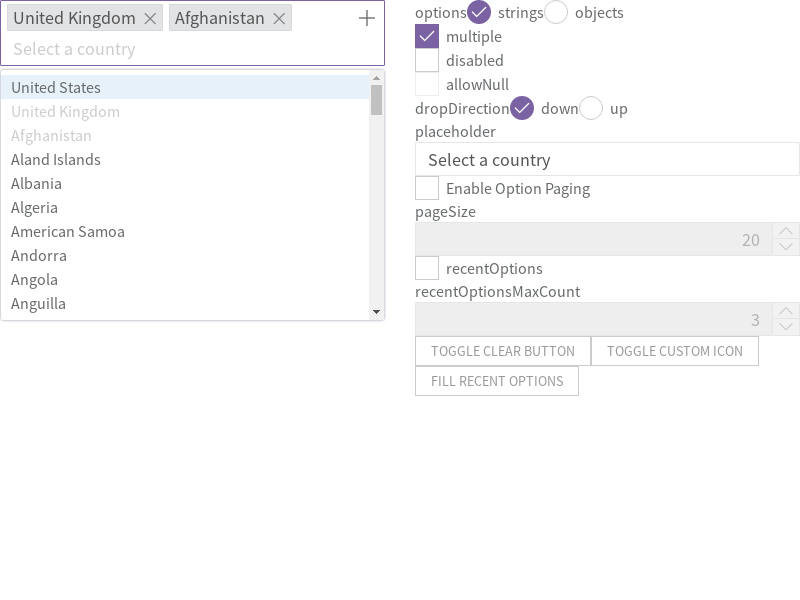 United Kingdom Afghanistan
Select a country
United States
United Kingdom
Afghanistan
Aland Islands
Albania
Algeria
American Samoa
Andorra
Angola
Anguilla
options strings objects
multiple
disabled
allowNull
dropDirection down up
placeholder
Select a country
Enable Option Paging
pageSize
20
recentOptions
recentOptionsMaxCount
3
TOGGLE CLEAR BUTTON TOGGLE CUSTOM ICON
FILL RECENT OPTIONS